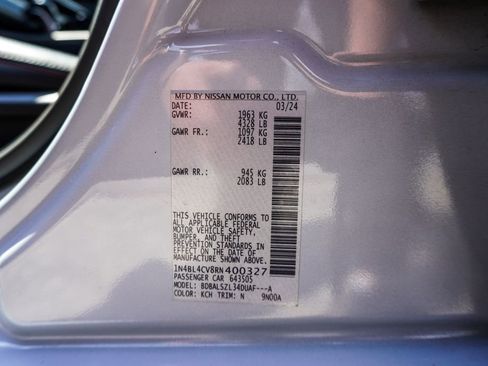 MFD BY NISSAN MOTOR CO., LTD.
DATE: 03/24
GVWR: 1963 KG
4328 LB
GAWR FR.: 1097 KG
2418 LB
GAWR RR.: 945 KG
2083 LB
THIS VEHICLE CONFORMS TO
ALL APPLICABLE FEDERAL
MOTOR VEHICLE SAFETY,
BUMPER, AND THEFT
PREVENTION STANDARDS IN
EFFECT ON THE DATE OF
MANUFACTURE SHOWN ABOVE.
1N4BL4CV8RN400327
PASSENGER CAR 643505
MODEL: BDBALSZL34DUAF---A
COLOR: KCH TRIM: N 9N00A